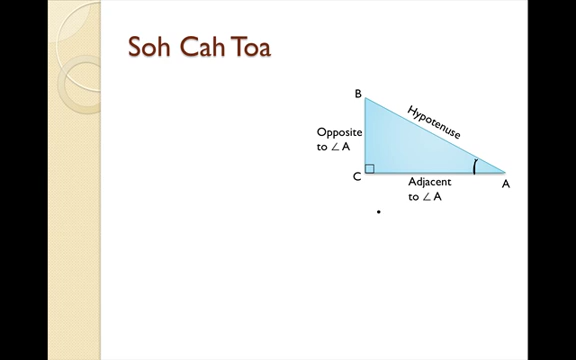 Soh Cah Toa
B
Hypotenuse
Opposite
to ∠ A
C
A
Adjacent
to ∠ A